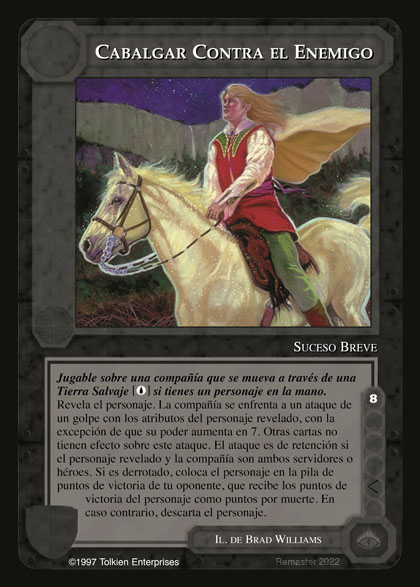 Cabalgar Contra el Enemigo
Suceso Breve
Jugable sobre una compañía que se mueva a través de una
Tierra Salvaje [] si tienes un personaje en la mano.
Revela el personaje. La compañía se enfrenta a un ataque de
un golpe con los atributos del personaje revelado, con la
excepción de que su poder aumenta en 7. Otras cartas no
tienen efecto sobre este ataque. El ataque es de retención si
el personaje revelado y la compañía son ambos servidores o
héroes. Si es derrotado, coloca el personaje en la pila de
puntos de victoria de tu oponente, que recibe los puntos de
victoria del personaje como puntos por muerte. En
caso contrario, descarta el personaje.
8
Il. de Brad Williams
©1997 Tolkien Enterprises
Remaster 2022